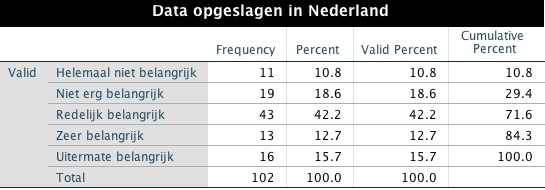 Data opgeslagen in Nederland
Frequency Percent Valid Percent Cumulative Percent
Valid Helemaal niet belangrijk 11 10.8 10.8 10.8
Niet erg belangrijk 19 18.6 18.6 29.4
Redelijk belangrijk 43 42.2 42.2 71.6
Zeer belangrijk 13 12.7 12.7 84.3
Uitermate belangrijk 16 15.7 15.7 100.0
Total 102 100.0 100.0